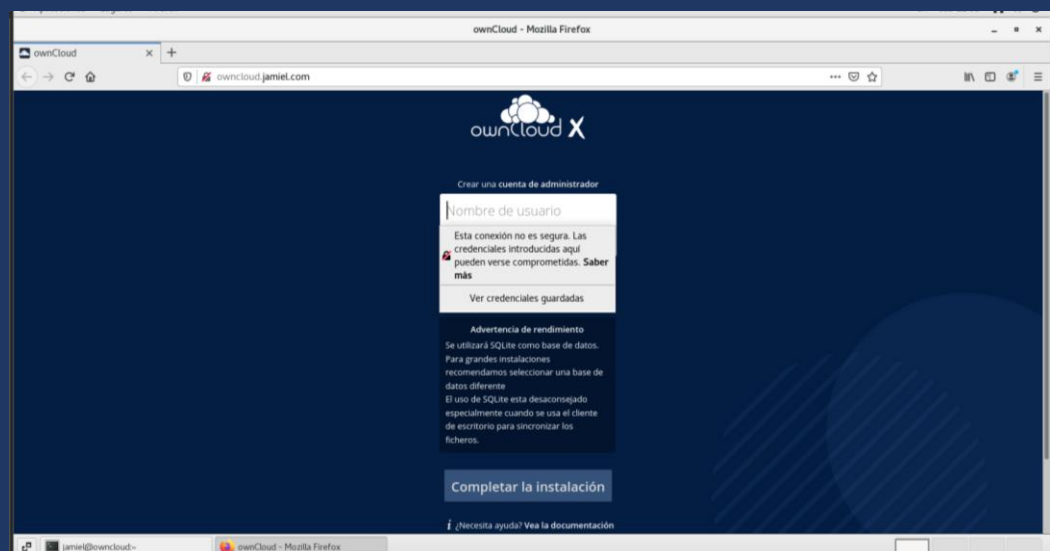 ownCloud - Mozilla Firefox
ownCloud
owncloud.jamiel.com
ownCloud X
Crear una cuenta de administrador
Nombre de usuario
Esta conexión no es segura. Las
credenciales introducidas aquí
pueden verse comprometidas. Saber
más
Ver credenciales guardadas
Advertencia de rendimiento
Se utilizará SQLite como base de datos.
Para grandes instalaciones
recomendamos seleccionar una base de
datos diferente
El uso de SQLite esta desaconsejado
especialmente cuando se usa el cliente
de escritorio para sincronizar los
ficheros.
Completar la instalación
i ¿Necesita ayuda? Vea la documentación
jamiel@owncloud:~
ownCloud - Mozilla Firefox